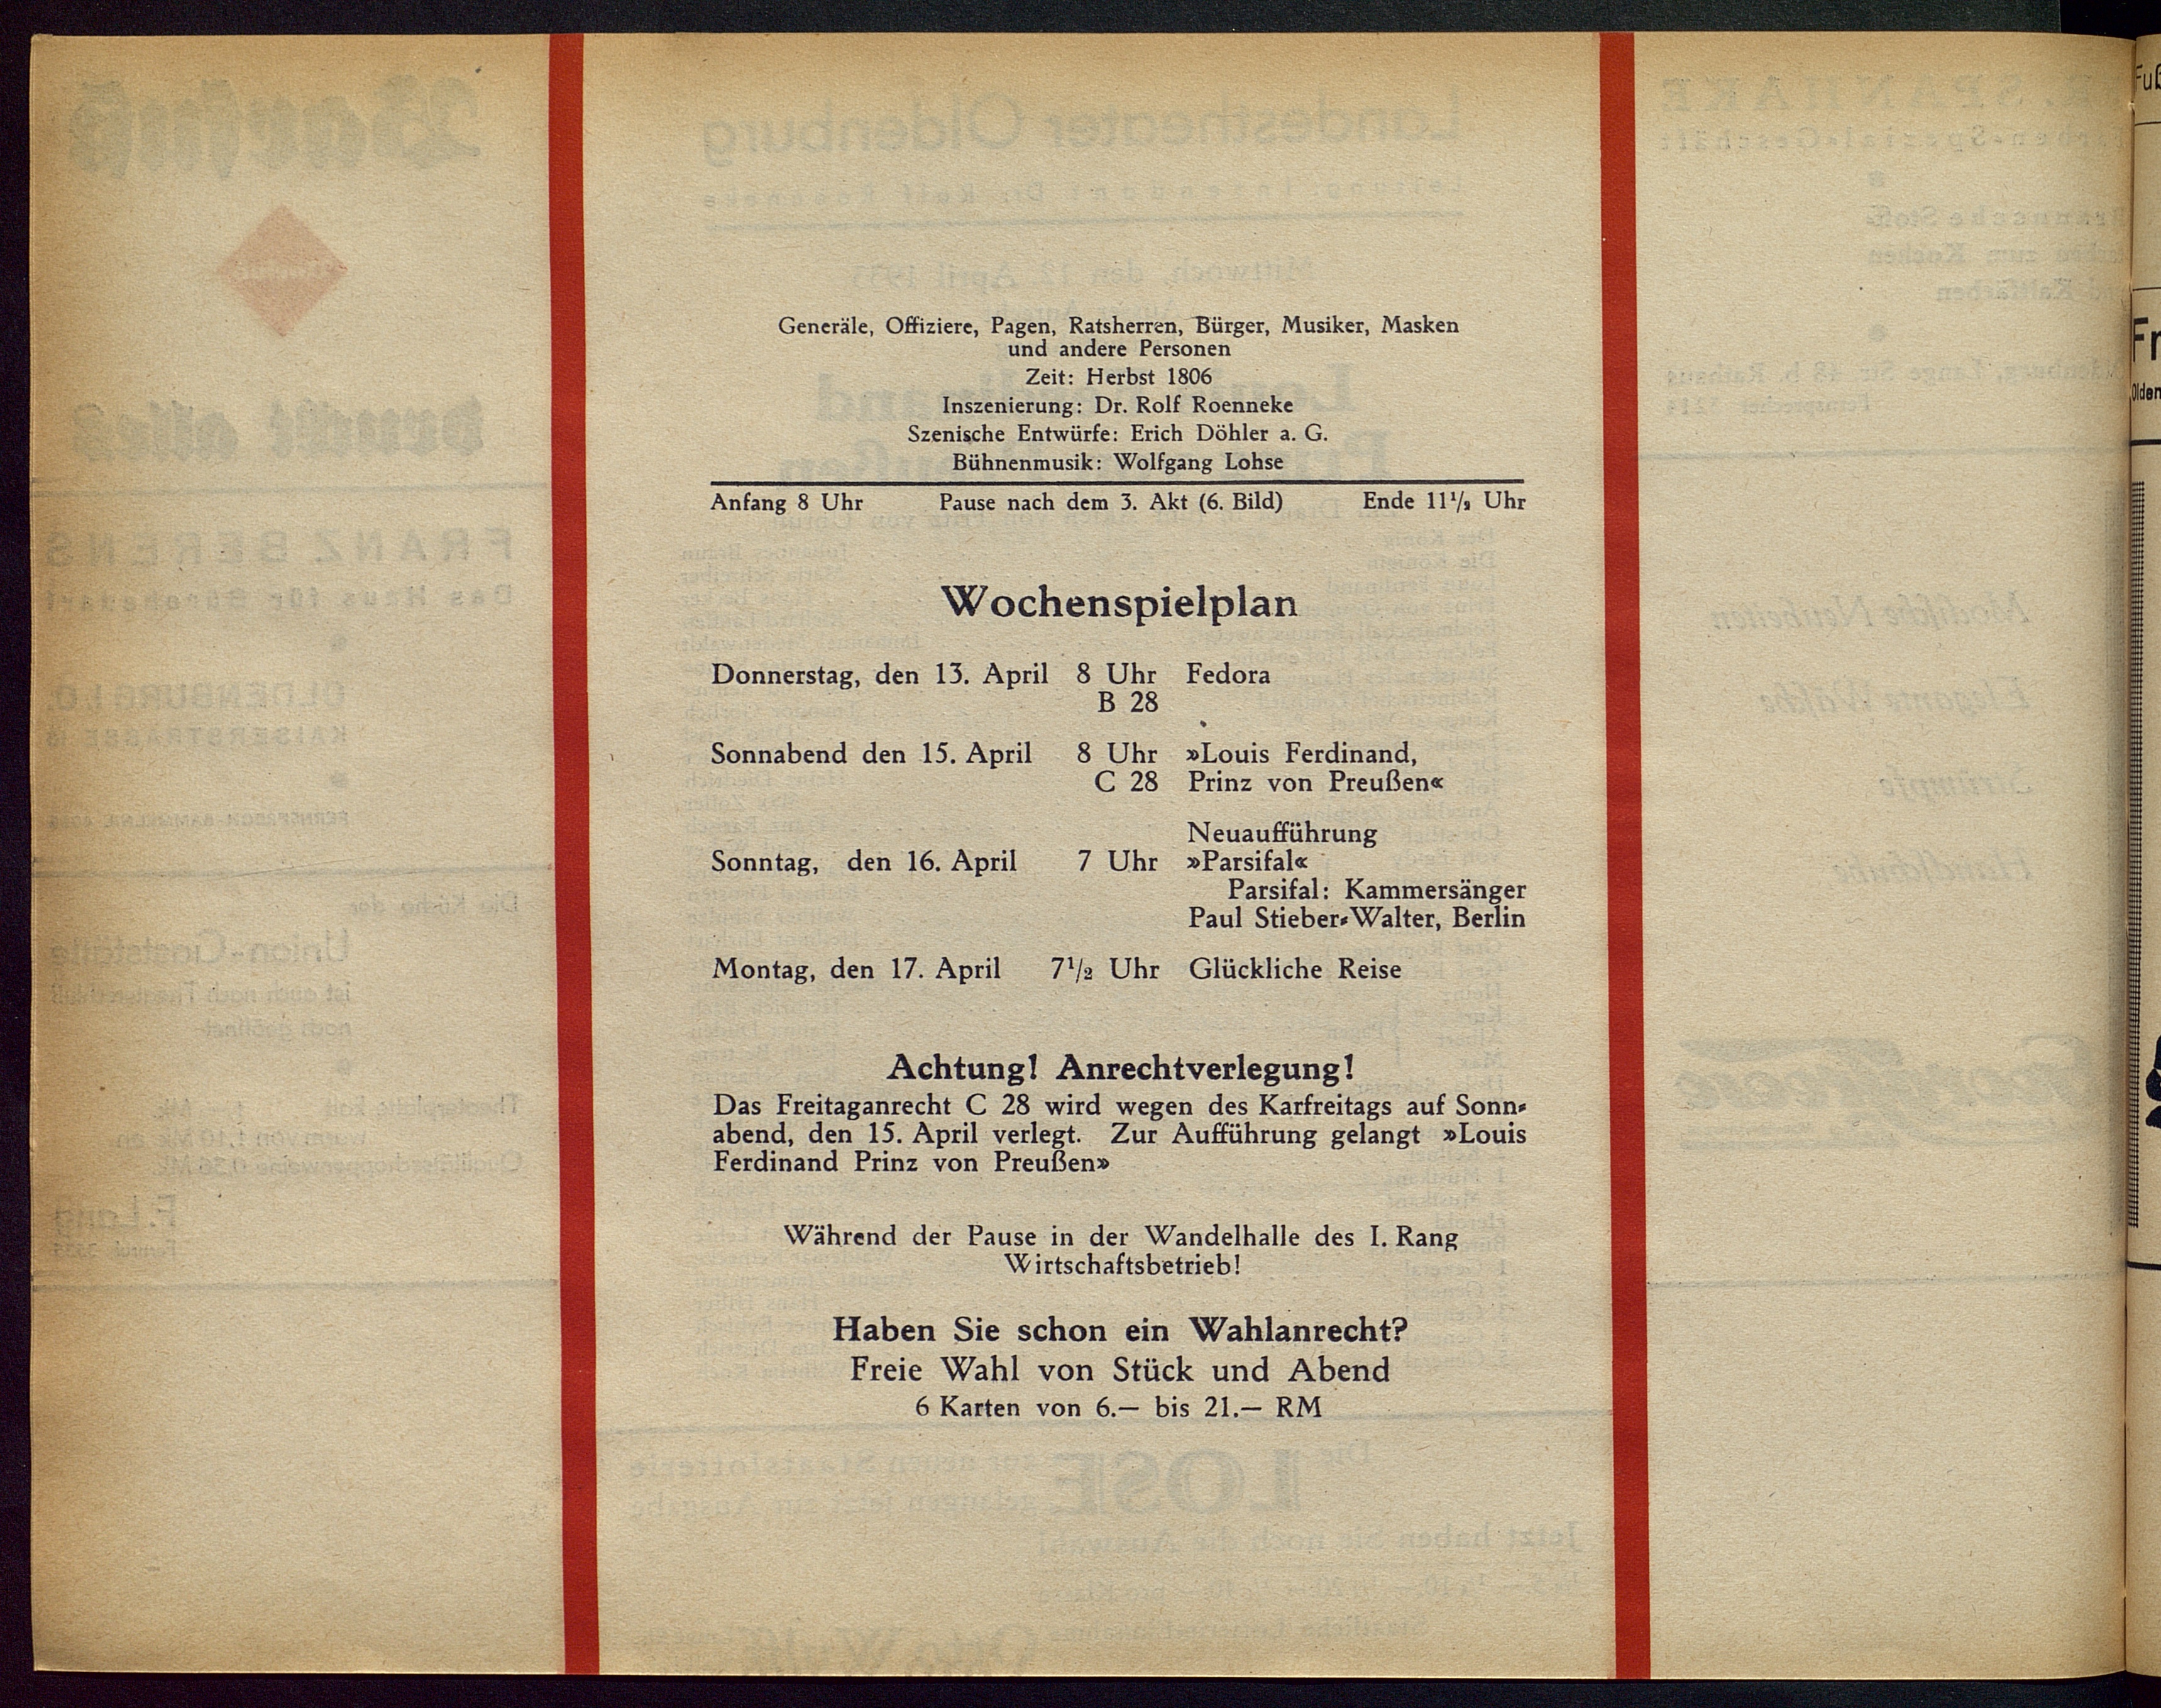 Generäle, Offiziere, Pagen, Ratsherren, Bürger, Musiker, Masken
und andere Personen
Zeit: Herbst 1806
Inszenierung: Dr. Rolf Roenneke
Szenische Entwürfe: Erich Döhler a. G.
Bühnenmusik: Wolfgang Lohse
Anfang 8 Uhr Pause nach dem 3. Akt (6. Bild) Ende 11½ Uhr
Wochenspielplan
Donnerstag, den 13. April 8 Uhr Fedora
B 28
Sonnabend den 15. April 8 Uhr »Louis Ferdinand,
C 28 Prinz von Preußen«
Neuaufführung
Sonntag, den 16. April 7 Uhr »Parsifal«
Parsifal: Kammersänger
Paul Stieber-Walter, Berlin
Montag, den 17. April 7½ Uhr Glückliche Reise
Achtung! Anrechtverlegung!
Das Freitaganrecht C 28 wird wegen des Karfreitags auf Sonn-
abend, den 15. April verlegt. Zur Aufführung gelangt »Louis
Ferdinand Prinz von Preußen»
Während der Pause in der Wandelhalle des I. Rang
Wirtschaftsbetrieb!
Haben Sie schon ein Wahlanrecht?
Freie Wahl von Stück und Abend
6 Karten von 6.— bis 21.— RM